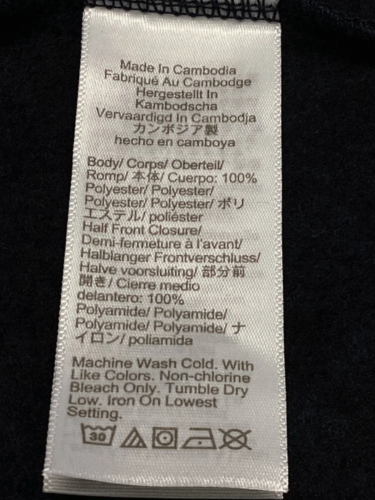 Made In Cambodia
Fabriqué Au Cambodge
Hergestellt In
Kambodscha
Vervaardigd In Cambodja
カンボジア製
hecho en camboya
Body/ Corps/ Oberteil/
Romp/ 本体/ Cuerpo: 100%
Polyester/ Polyester/
Polyester/ Polyester/ ポリ
エステル/ poliéster
Half Front Closure/
Demi-fermeture à l'avant/
Halblanger Frontverschluss/
Halve voorsluiting/ 部分前
開き/ Cierre medio
delantero: 100%
Polyamide/ Polyamide/
Polyamide/ Polyamide/ ナ
イロン/ poliamida
Machine Wash Cold. With
Like Colors. Non-chlorine
Bleach Only. Tumble Dry
Low. Iron On Lowest
Setting.
30